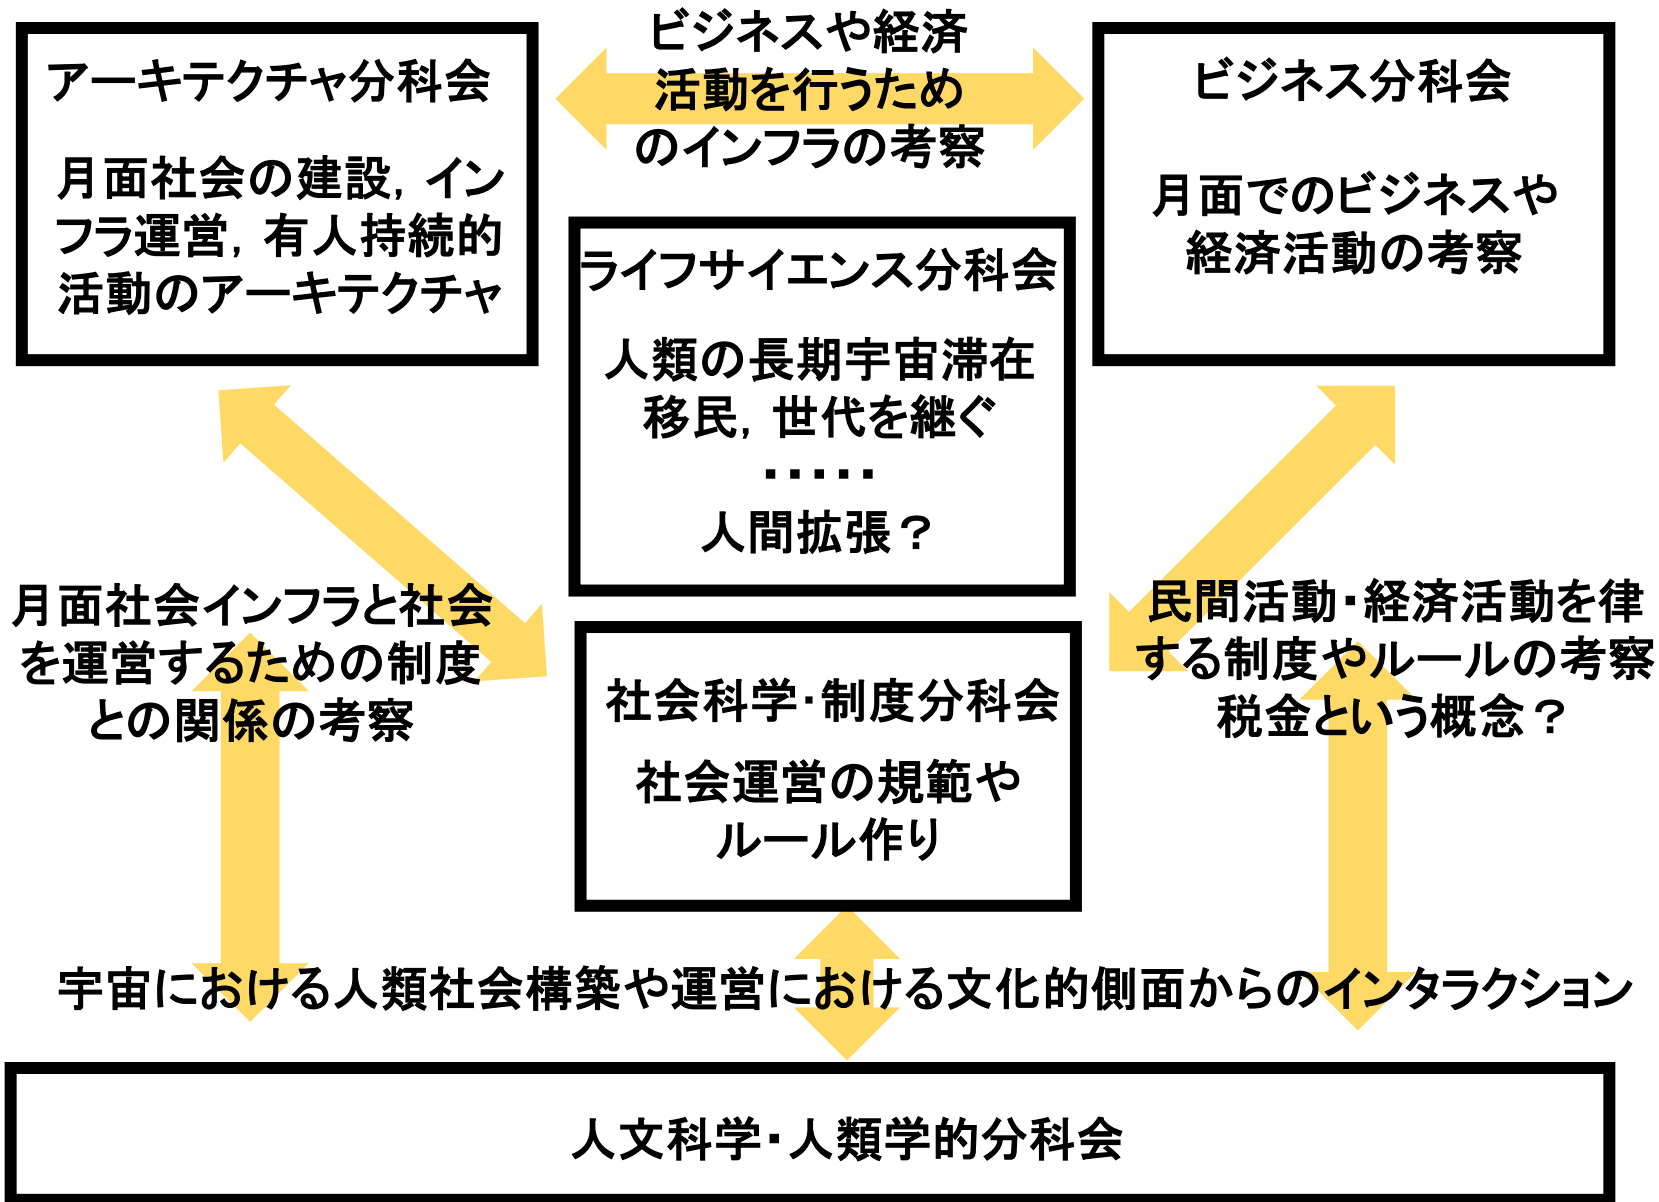 アーキテクチャ分科会
月面社会の建設，イン
フラ運営，有人持続的
活動のアーキテクチャ
ビジネスや経済
活動を行うため
のインフラの考察
ビジネス分科会
月面でのビジネスや
経済活動の考察
ライフサイエンス分科会
人類の長期宇宙滞在
移民，世代を継ぐ
・・・・・
人間拡張？
月面社会インフラと社会
を運営するための制度
との関係の考察
社会科学・制度分科会
社会運営の規範や
ルール作り
民間活動・経済活動を律
する制度やルールの考察
税金という概念？
宇宙における人類社会構築や運営における文化的側面からのインタラクション
人文科学・人類学的分科会